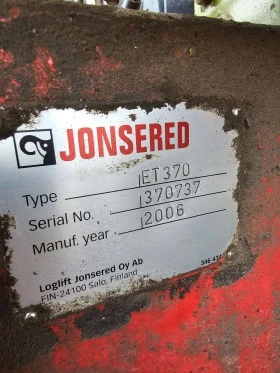 JONSERED
Type ET370
Serial No. 370737
Manuf. year 2006
Loglift Jonsered Oy Ab
FIN-24100 Salo, Finland